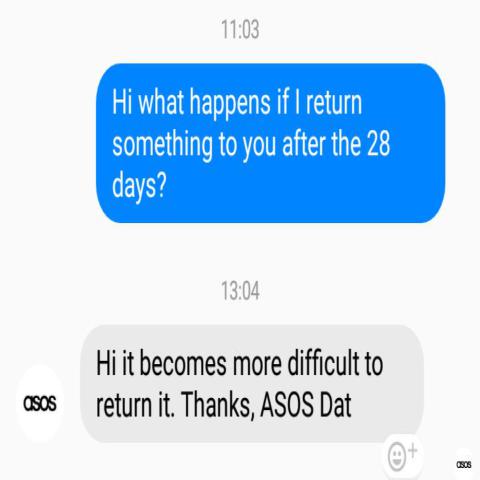 11:03
Hi what happens if I return
something to you after the 28
days?
13:04
Hi it becomes more difficult to
return it. Thanks, ASOS Dat
asos
asos